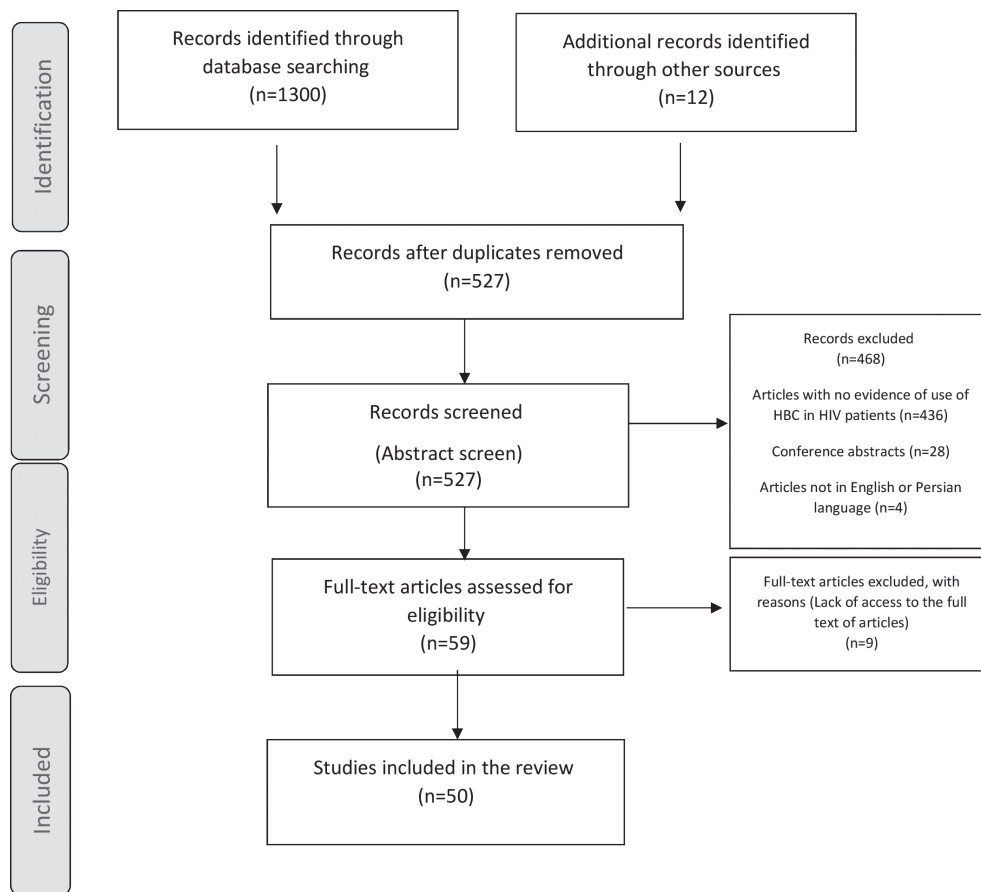 Identification
Records identified through
database searching
(n=1300)
Additional records identified
through other sources
(n=12)
Records after duplicates removed
(n=527)
Screening
Records screened
(Abstract screen)
(n=527)
Records excluded
(n=468)
Articles with no evidence of use of
HBC in HIV patients (n=436)
Conference abstracts (n=28)
Articles not in English or Persian
language (n=4)
Eligibility
Full-text articles assessed for
eligibility
(n=59)
Full-text articles excluded, with
reasons (Lack of access to the full
text of articles)
(n=9)
Included
Studies included in the review
(n=50)